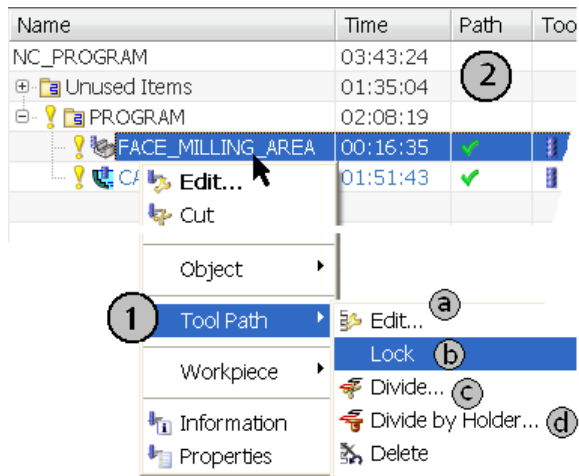 Name Time Path Too
NC_PROGRAM 03:43:24
2
Unused Items 01:35:04
PROGRAM 02:08:19
FACE_MILLING_AREA 00:16:35
CA 01:51:43
Edit...
Cut
Object
1 Tool Path
a
Edit...
Lock b
Workpiece
Divide... c
Information
Divide by Holder... d
Properties
Delete